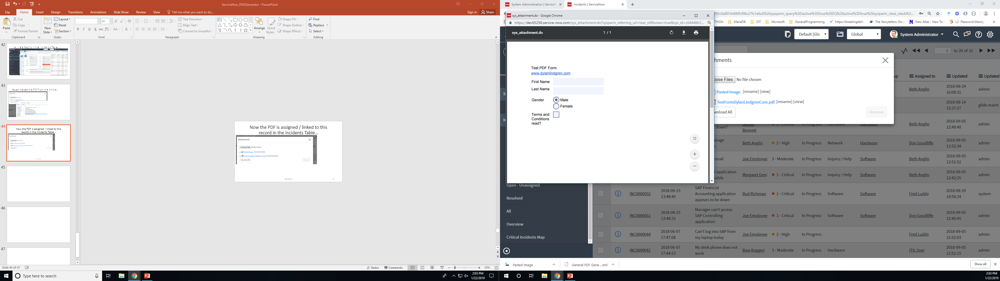 ServiceNow_PDGGenerator - PowerPoint
File Home Insert Design Transitions Animations Slide Show Review View Tell me what you want to do... Sign in Share
Paste Cut Copy Format Painter Clipboard
New Slide Layout Reset Section Slides
44 Font
Text Direction Align Text Convert to SmartArt Paragraph
Arrange Quick Styles Shape Fill Shape Outline Shape Effects Drawing
Find Replace Select Editing
42
43
Select the sample PDF from the article...
44
Now the PDF is assigned / linked to this
record in the Incidents Table...
45
46
47
Now the PDF is assigned / linked to this
record in the Incidents Table...
Attachments
Choose Files No file chosen
Pasted Image [rename] [view]
TestFormDylanLindgrenCom.pdf [rename] [view]
Download All
Remove
Slide 44 of 47
Notes Comments 33%
Type here to search
2:03 PM
1/22/2019
System Administration | ServiceN
Incidents | ServiceNow
395c0a8016400fcf06c27b1e6c6%26sysparm_query%3Dactive%3Dtrue%5EEQ%26active%3Dtrue%26sysparm_clear_stack%3...
THON MariaDB GIT Microsoft GeneralProgramming https://breakingdefe The Storytellers: Dece New Atlas - New Tech L3 -Password Manag
sys_attachment.do - Google Chrome
https://dev65258.service-now.com/sys_attachment.do?sysparm_referring_url=tear_off&view=true&sys_id=c6444863...
sys_attachment.do 1 / 1
Test PDF Form
www.dylanlindgren.com
First Name
Last Name
Gender Male
Female
Terms and
Conditions
read?
Default [Glo Global System Administrator
1 to 20 of 31
hments
oose Files No file chosen
Pasted Image [rename] [view]
TestFormDylanLindgrenCom.pdf [rename] [view]
wnload All
Remove
up Assigned to Updated Updated
Beth Anglin 2018-08-29 16:08:31 admin
2018-08-14 15:37:27 glide.maint
t down? Jerrod Bennett 1 - Critical Hardware Hardware Beth Anglin 2018-09-05 12:49:40 admin
orage Beth Anglin 2 - High In Progress Network Hardware Don Goodliffe 2018-09-05 12:52:34 admin
email Joe Employee 3 - Moderate In Progress Inquiry / Help Software Beth Anglin 2018-09-05 12:51:52 admin
R application ssible Margaret Grey 1 - Critical In Progress Inquiry / Help Software Beth Anglin 2018-09-05 12:42:25 admin
INC0000052 2018-08-15 13:48:40 SAP Financial Accounting application appears to be down Bud Richman 1 - Critical In Progress Software Software Fred Luddy 2018-08-29 14:50:24 system
INC0000051 2018-08-15 13:48:32 Manager can't access SAP Controlling application Joe Employee 1 - Critical In Progress Software Software Don Goodliffe 2018-09-05 12:40:45 admin
INC0000044 2018-06-07 17:47:08 Can't log into SAP from my laptop today Joe Employee 2 - High In Progress Fred Luddy 2018-09-05 12:52:03 admin
INC0000041 2018-06-07 17:44:53 My desk phone does not work Bow Ruggeri 3 - Moderate In Progress Hardware ITIL User 2018-09-05 12:52:15 admin
Open - Unassigned
Resolved
All
Overview
Critical Incidents Map
Pasted Image General PDF Gene....xml Show all
2:03 PM
1/22/2019